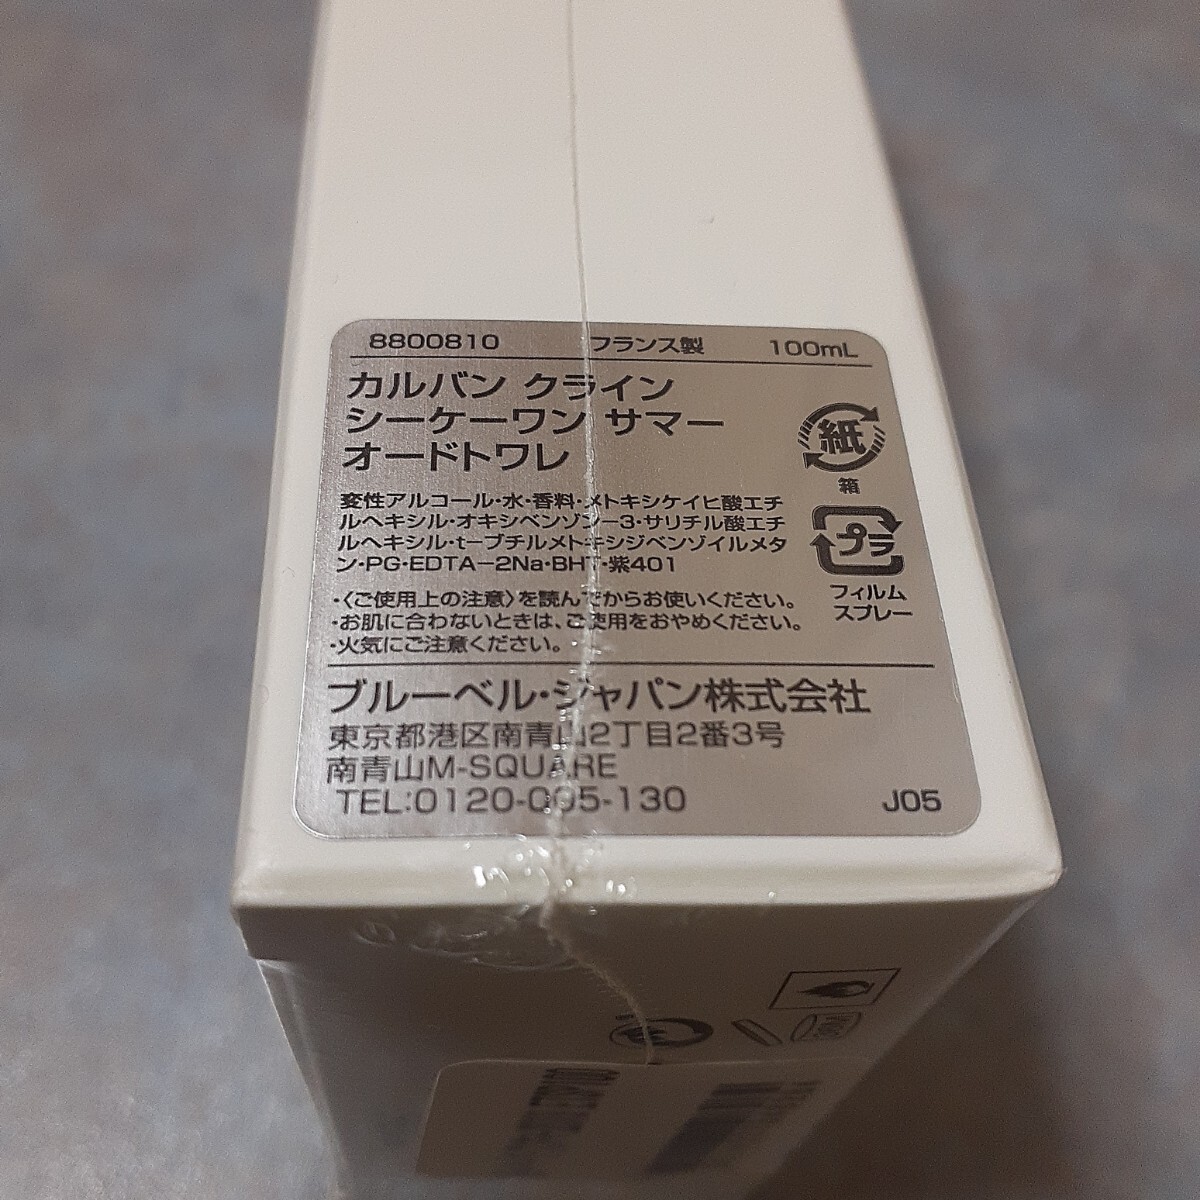 8800810 フランス製 100mL
カルバン クライン
シーケーワン サマー
オードトワレ
変性アルコール・水・香料・メトキシケイヒ酸エチ
ルヘキシル・オキシベンゾン-3・サリチル酸エチ
ルヘキシル・t-ブチルメトキシジベンゾイルメタ
ン・PG・EDTA-2Na・BHT・紫401
紙
箱
プラ
フィルム
スプレー
・〈ご使用上の注意〉を読んでからお使いください。
・お肌に合わないときは、ご使用をおやめください。
・火気にご注意ください。
ブルーベル・ジャパン株式会社
東京都港区南青山2丁目2番3号
南青山M-SQUARE
TEL:0120-005-130 J05